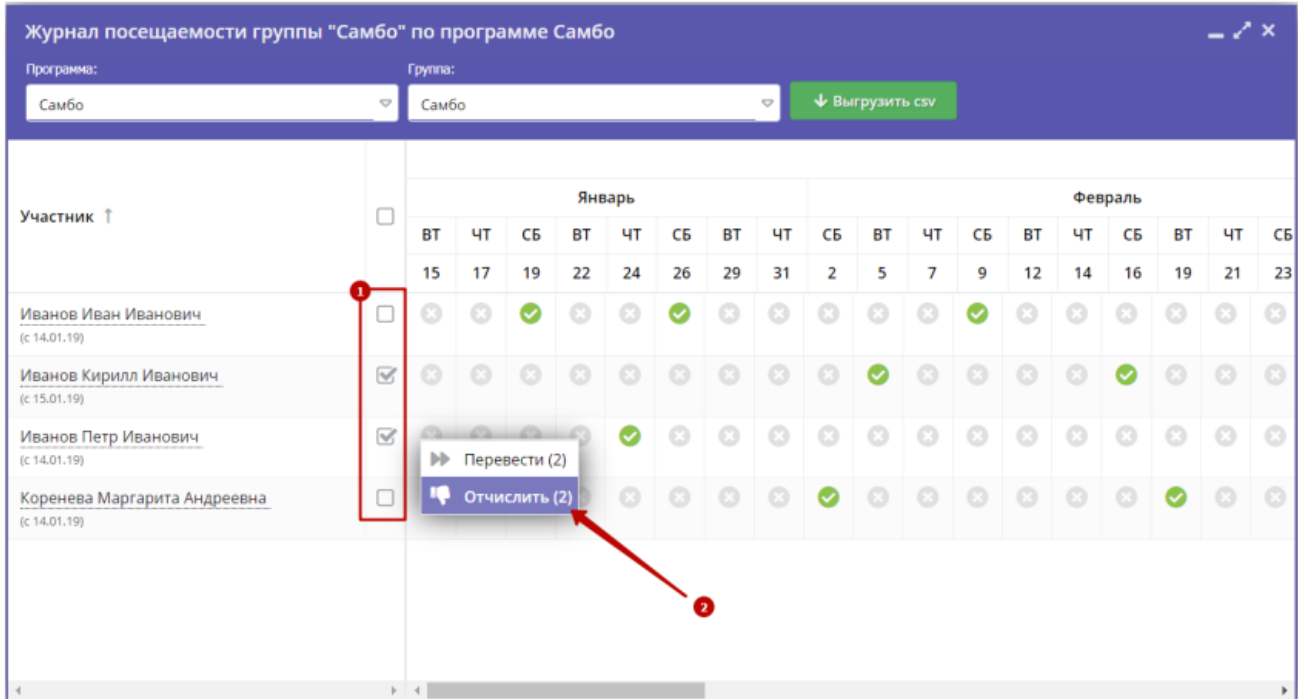 Журнал посещаемости группы "Самбо" по программе Самбо
Программа: Группа:
Самбо Самбо Выгрузить csv
Январь Февраль
Участник
ВТ ЧТ СБ ВТ ЧТ СБ ВТ ЧТ СБ ВТ ЧТ СБ ВТ ЧТ СБ ВТ ЧТ СБ
15 17 19 22 24 26 29 31 2 5 7 9 12 14 16 19 21 23
1
Иванов Иван Иванович
(с 14.01.19)
Иванов Кирилл Иванович
(с 15.01.19)
Иванов Петр Иванович
(с 14.01.19)
Перевести (2)
Коренева Маргарита Андреевна
Отчислить (2)
(с 14.01.19)
2